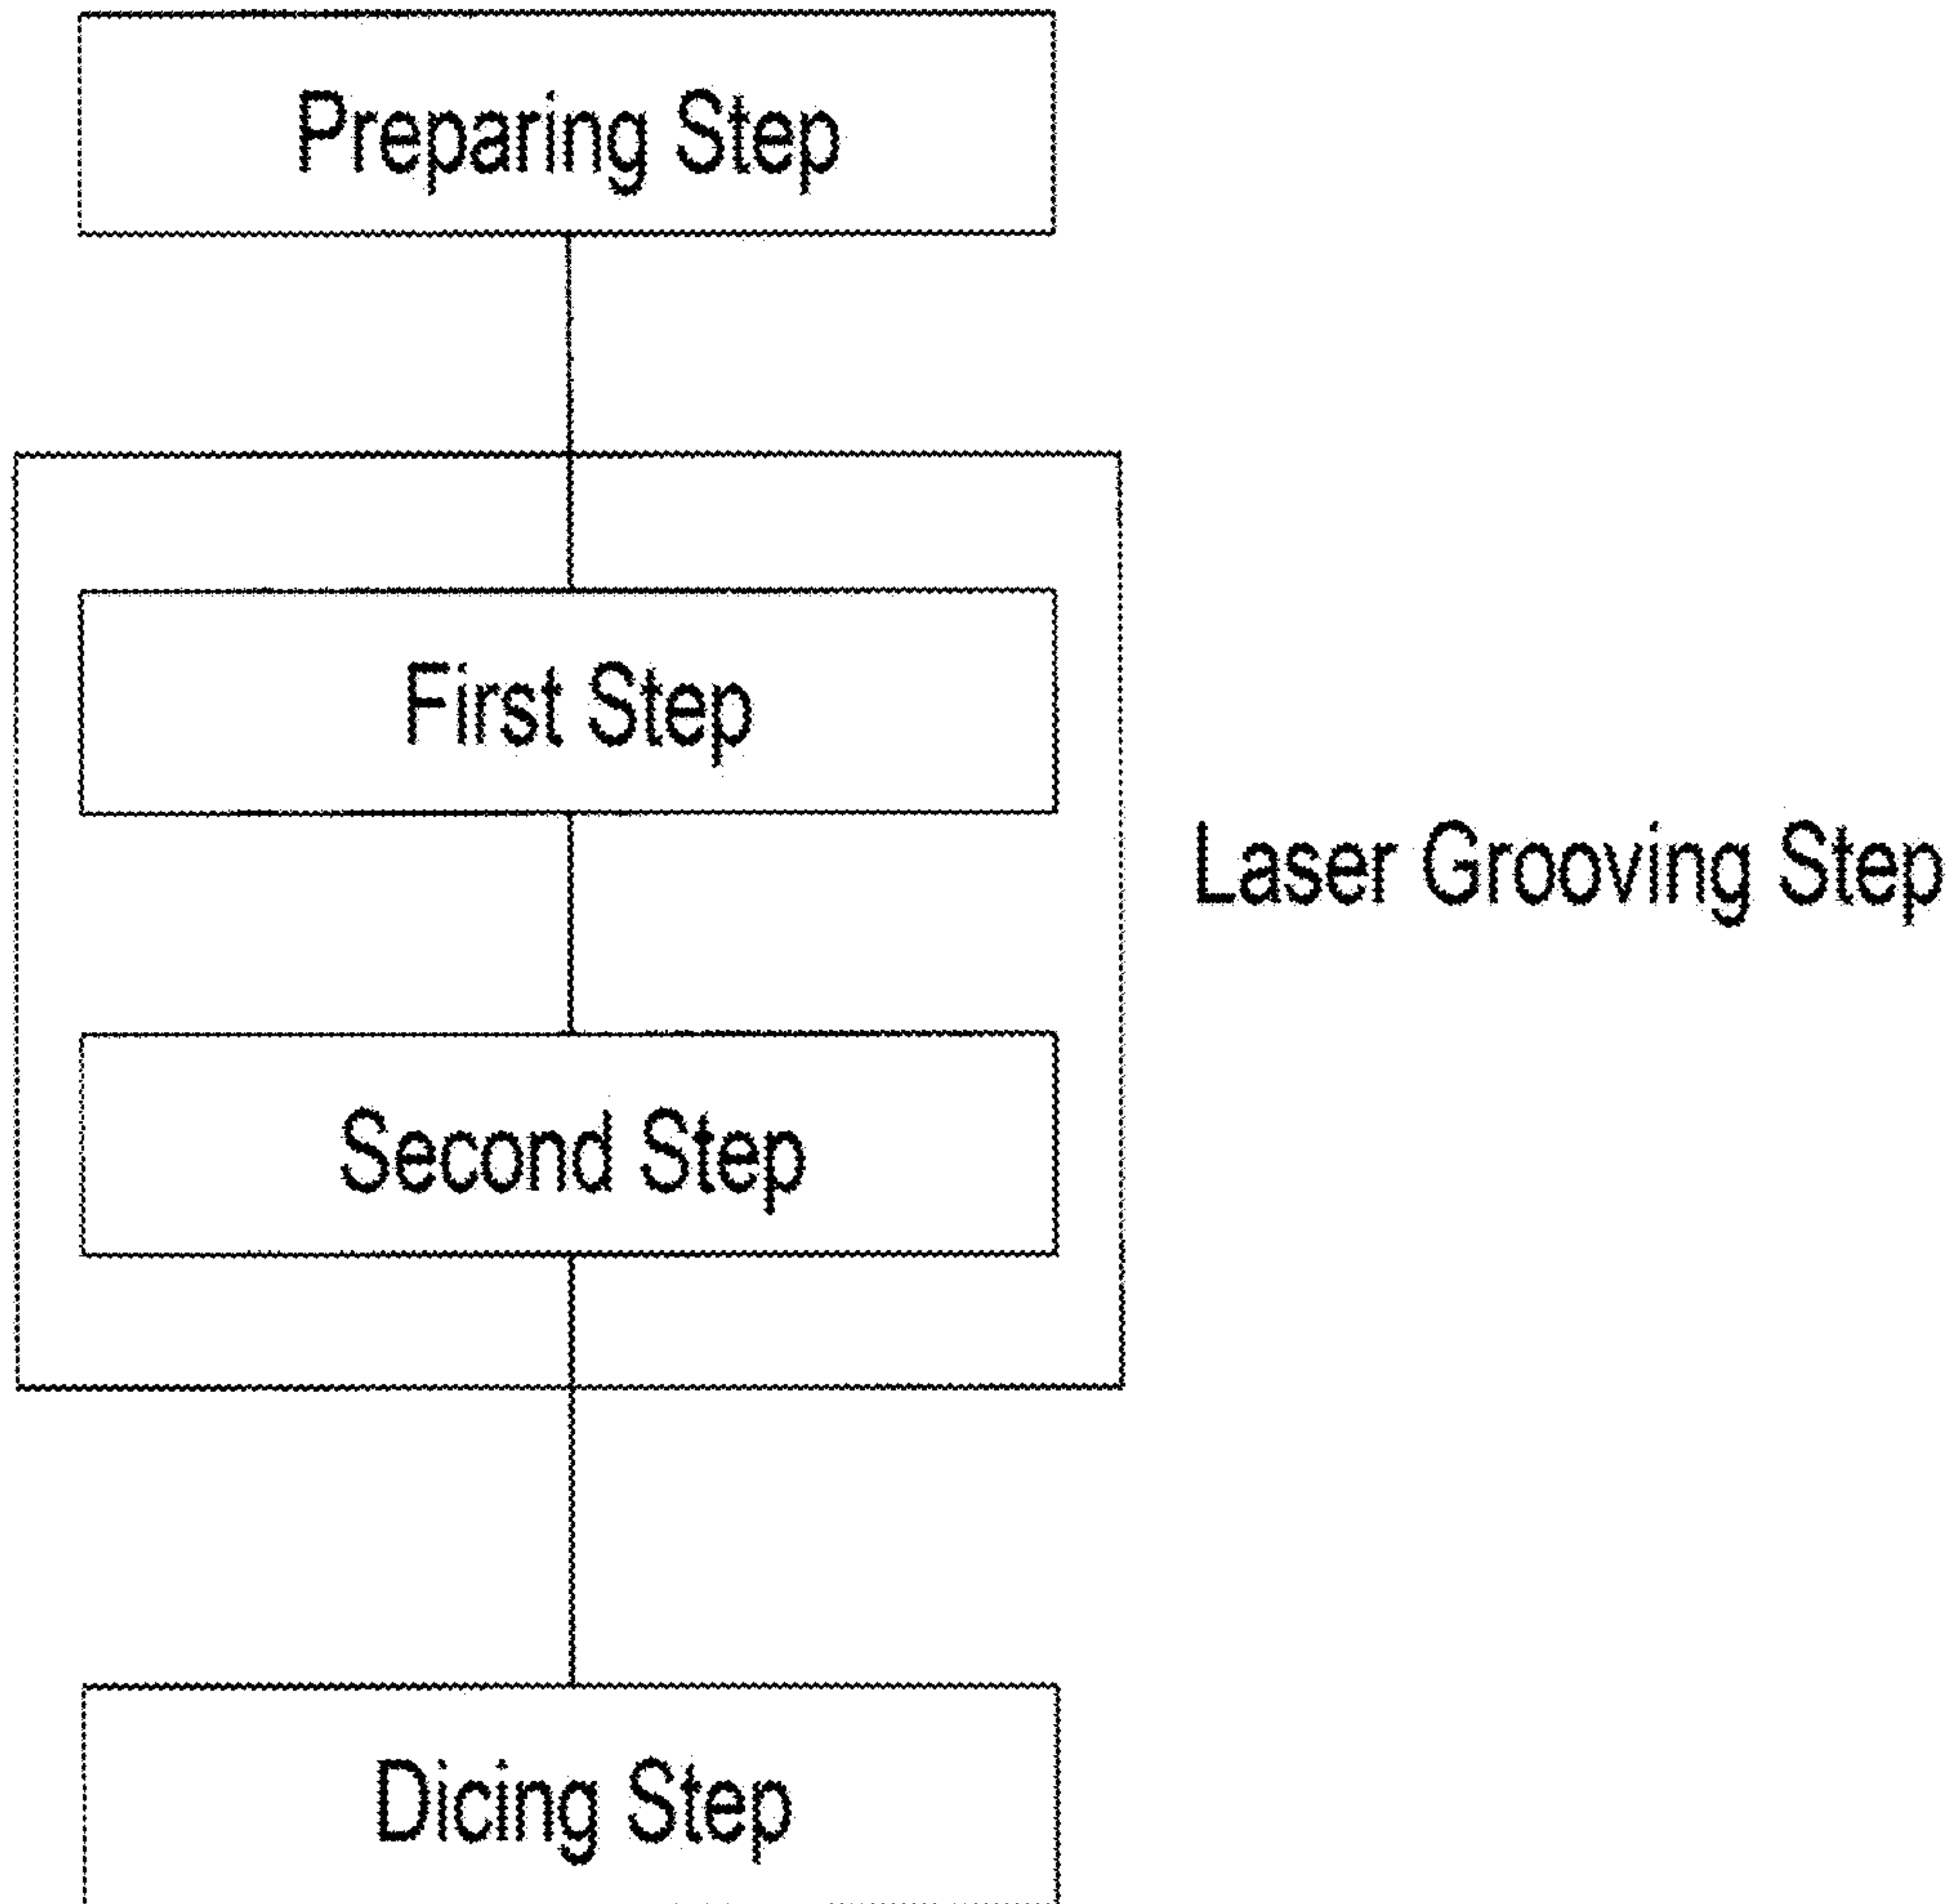 Preparing Step
First Step
Laser Grooving Step
Second Step
Dicing Step